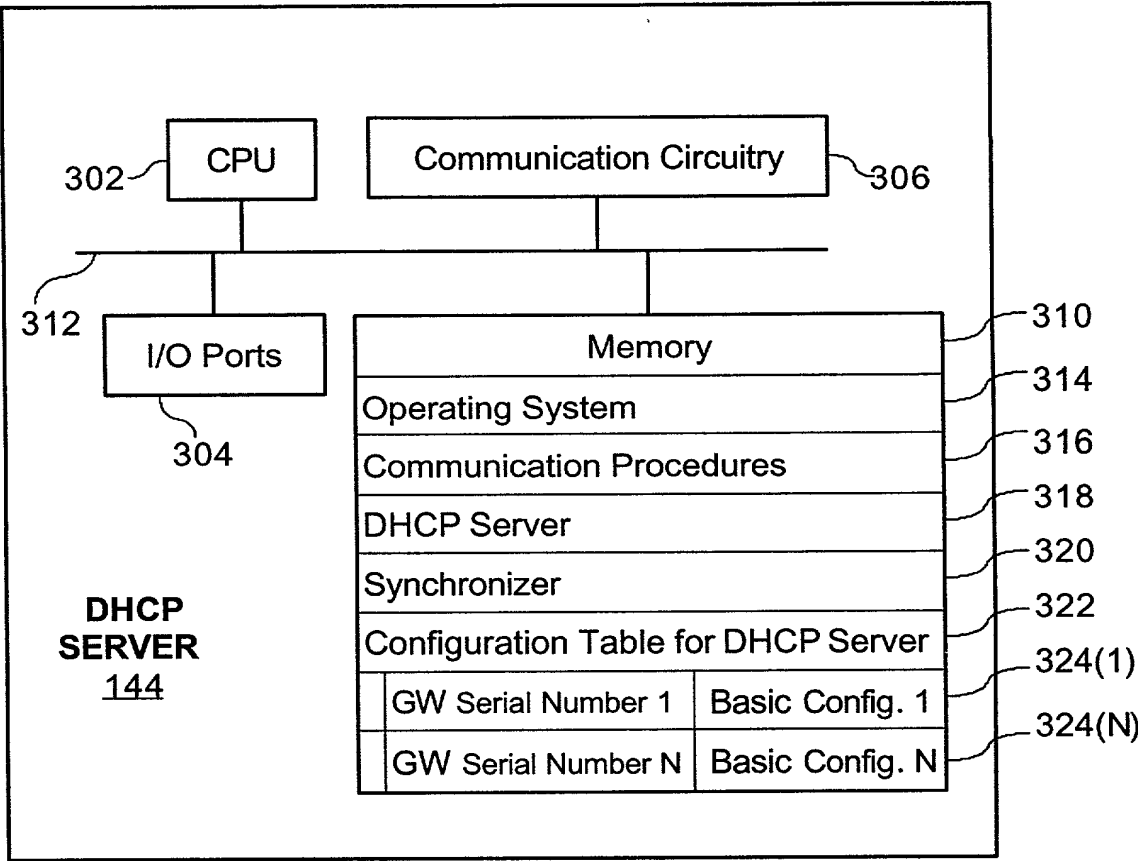 CPU
302
Communication Circuitry
306
312
I/O Ports
304
Memory
310
Operating System
314
Communication Procedures
316
DHCP Server
318
Synchronizer
320
Configuration Table for DHCP Server
322
GW Serial Number 1
Basic Config. 1
324(1)
GW Serial Number N
Basic Config. N
324(N)
DHCP
SERVER
144